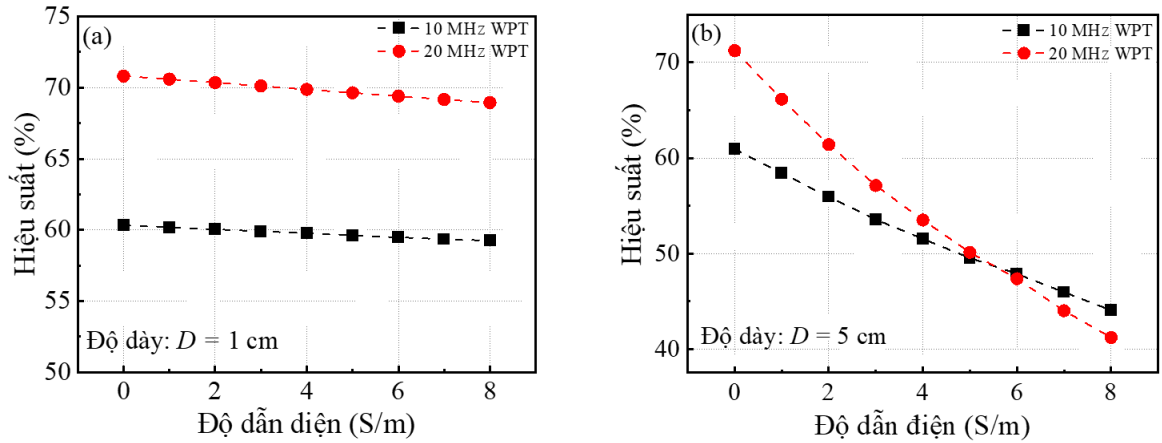 (a)
10 MHz WPT
20 MHz WPT
75
70
65
60
55
50
Hiệu suất (%)
Độ dày: D = 1 cm
0 2 4 6 8
Độ dẫn diện (S/m)
(b)
10 MHz WPT
20 MHz WPT
70
60
50
40
Hiệu suất (%)
Độ dày: D = 5 cm
0 2 4 6 8
Độ dẫn điện (S/m)